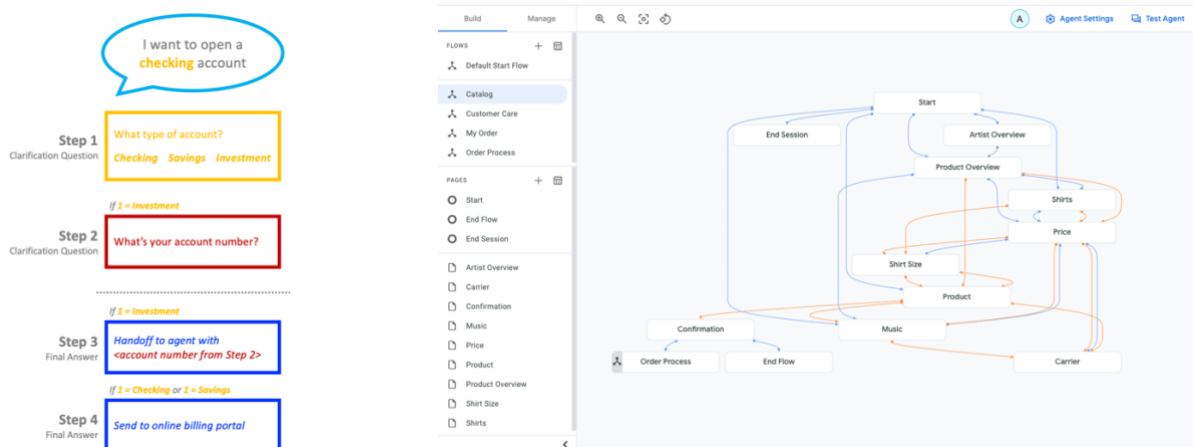 I want to open a
checking account
Step 1
Clarification Question
What type of account?
Checking Savings Investment
If 1 = Investment
Step 2
Clarification Question
What's your account number?
If 1 = Investment
Step 3
Final Answer
Handoff to agent with
<account number from Step 2>
If 1 = Checking or 1 = Savings
Step 4
Final Answer
Send to online billing portal
Build Manage
FLOWS
Default Start Flow
Catalog
Customer Care
My Order
Order Process
PAGES
Start
End Flow
End Session
Artist Overview
Carrier
Confirmation
Music
Price
Product
Product Overview
Shirt Size
Shirts
A Agent Settings Test Agent
Start
End Session Artist Overview
Product Overview
Shirts
Price
Shirt Size
Product
Confirmation Music
Order Process End Flow Carrier